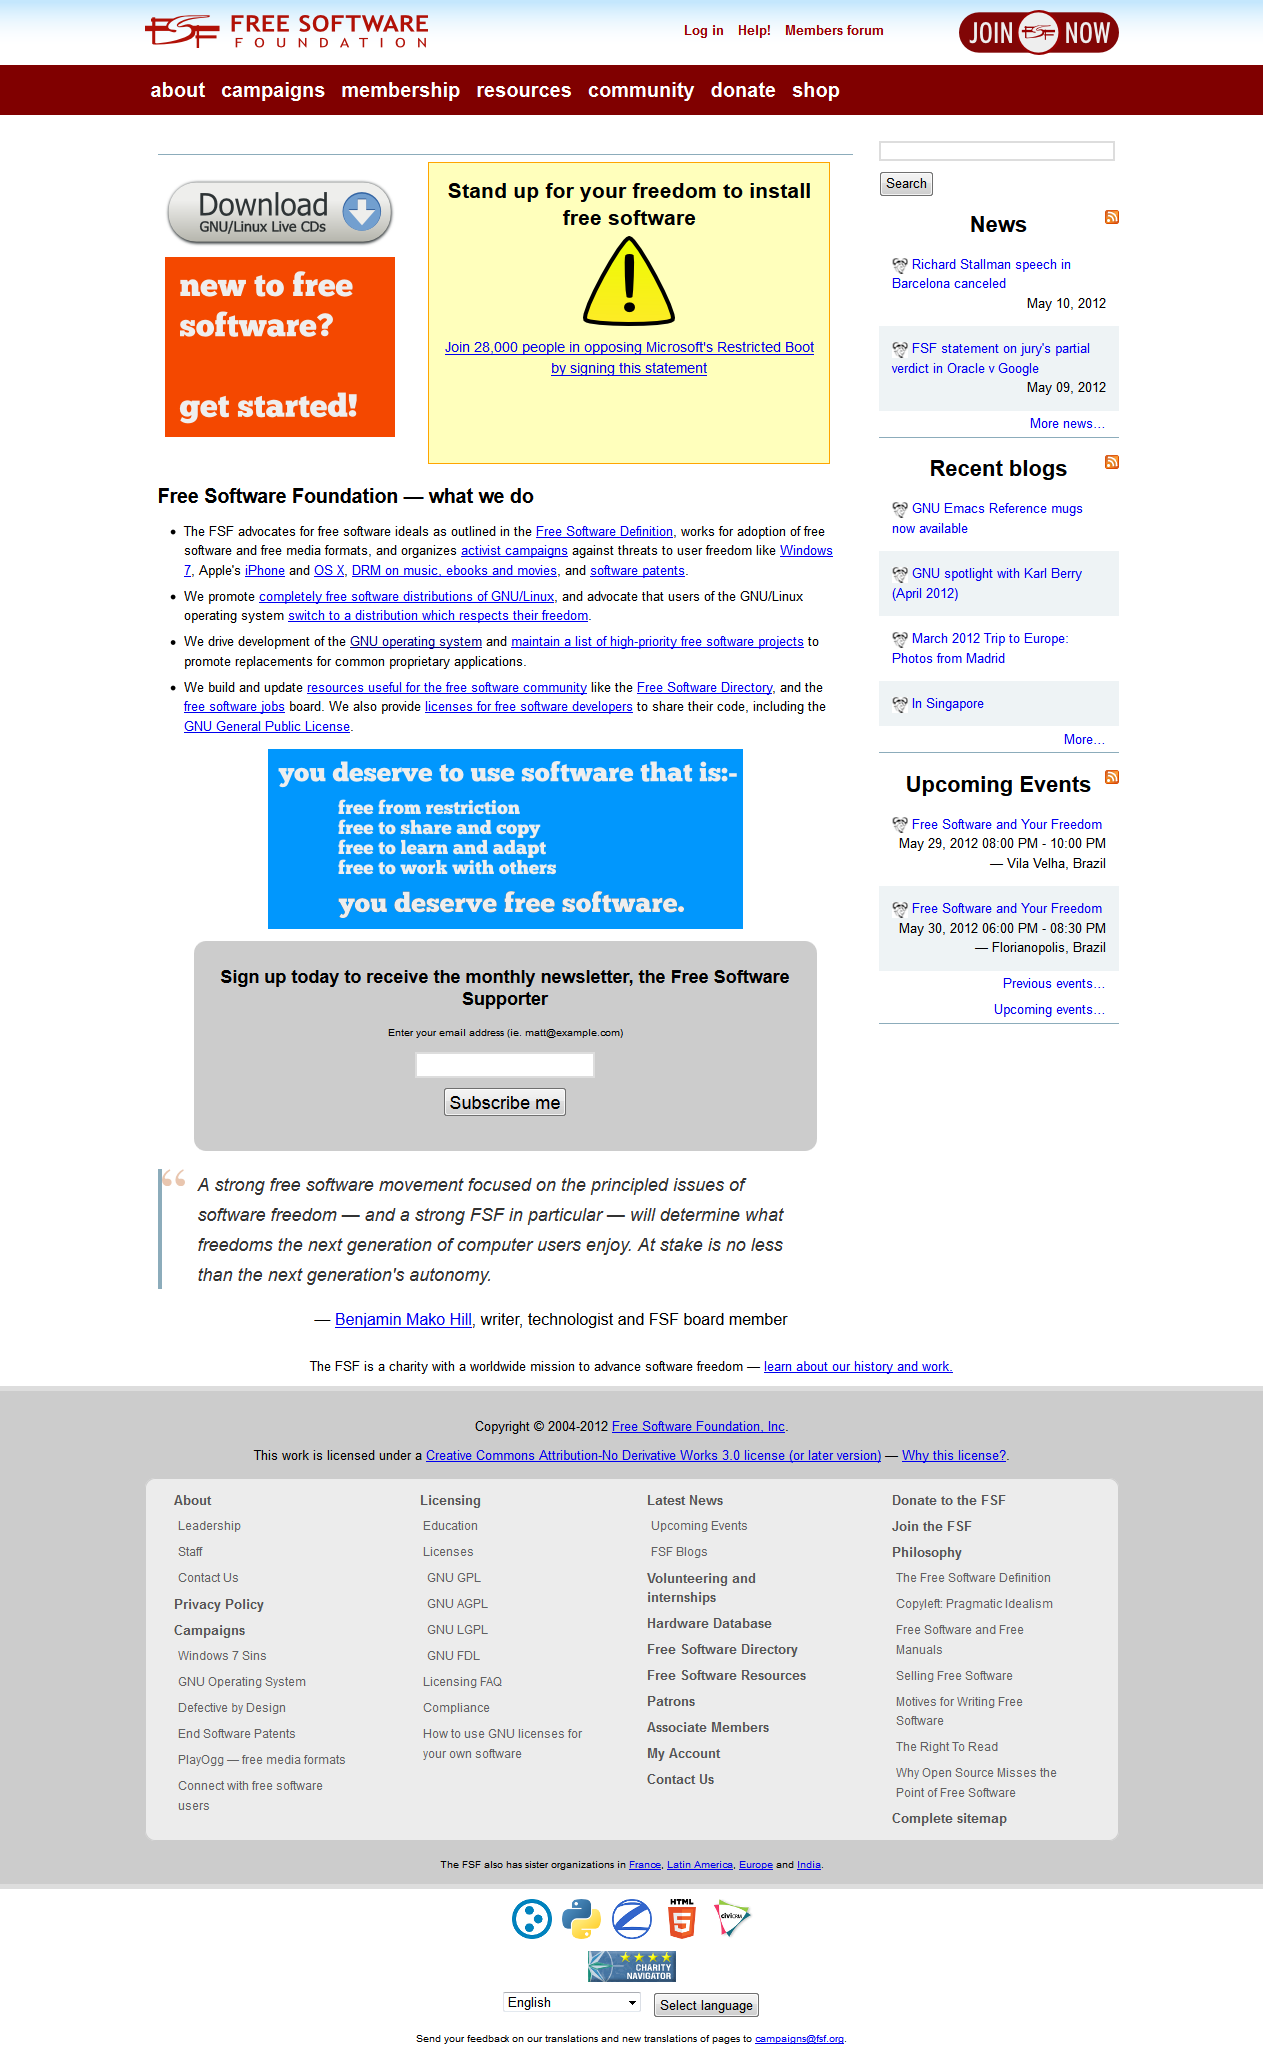 FSF FREE SOFTWARE
FOUNDATION
Log in Help! Members forum
JOIN FSF NOW
about campaigns membership resources community donate shop
Download
GNU/Linux Live CDs
new to free
software?
get started!
Stand up for your freedom to install
free software
!
Join 28,000 people in opposing Microsoft's Restricted Boot
by signing this statement
Free Software Foundation — what we do
• The FSF advocates for free software ideals as outlined in the Free Software Definition, works for adoption of free
software and free media formats, and organizes activist campaigns against threats to user freedom like Windows
7, Apple's iPhone and OS X, DRM on music, ebooks and movies, and software patents.
• We promote completely free software distributions of GNU/Linux, and advocate that users of the GNU/Linux
operating system switch to a distribution which respects their freedom.
• We drive development of the GNU operating system and maintain a list of high-priority free software projects to
promote replacements for common proprietary applications.
• We build and update resources useful for the free software community like the Free Software Directory, and the
free software jobs board. We also provide licenses for free software developers to share their code, including the
GNU General Public License.
you deserve to use software that is:-
free from restriction
free to share and copy
free to learn and adapt
free to work with others
you deserve free software.
Sign up today to receive the monthly newsletter, the Free Software
Supporter
Enter your email address (ie. matt@example.com)
Subscribe me
“ A strong free software movement focused on the principled issues of
software freedom — and a strong FSF in particular — will determine what
freedoms the next generation of computer users enjoy. At stake is no less
than the next generation's autonomy.
— Benjamin Mako Hill, writer, technologist and FSF board member
Search
News
Richard Stallman speech in
Barcelona canceled
May 10, 2012
FSF statement on jury's partial
verdict in Oracle v Google
May 09, 2012
More news…
Recent blogs
GNU Emacs Reference mugs
now available
GNU spotlight with Karl Berry
(April 2012)
March 2012 Trip to Europe:
Photos from Madrid
In Singapore
More…
Upcoming Events
Free Software and Your Freedom
May 29, 2012 08:00 PM - 10:00 PM
— Vila Velha, Brazil
Free Software and Your Freedom
May 30, 2012 06:00 PM - 08:30 PM
— Florianopolis, Brazil
Previous events…
Upcoming events…
The FSF is a charity with a worldwide mission to advance software freedom — learn about our history and work.
Copyright © 2004-2012 Free Software Foundation, Inc.
This work is licensed under a Creative Commons Attribution-No Derivative Works 3.0 license (or later version) — Why this license?.
About
Leadership
Staff
Contact Us
Privacy Policy
Campaigns
Windows 7 Sins
GNU Operating System
Defective by Design
End Software Patents
PlayOgg — free media formats
Connect with free software
users
Licensing
Education
Licenses
GNU GPL
GNU AGPL
GNU LGPL
GNU FDL
Licensing FAQ
Compliance
How to use GNU licenses for
your own software
Latest News
Upcoming Events
FSF Blogs
Volunteering and
internships
Hardware Database
Free Software Directory
Free Software Resources
Patrons
Associate Members
My Account
Contact Us
Donate to the FSF
Join the FSF
Philosophy
The Free Software Definition
Copyleft: Pragmatic Idealism
Free Software and Free
Manuals
Selling Free Software
Motives for Writing Free
Software
The Right To Read
Why Open Source Misses the
Point of Free Software
Complete sitemap
The FSF also has sister organizations in France, Latin America, Europe and India.
HTML
5
civiCRM
CHARITY
NAVIGATOR
English Select language
Send your feedback on our translations and new translations of pages to campaigns@fsf.org.